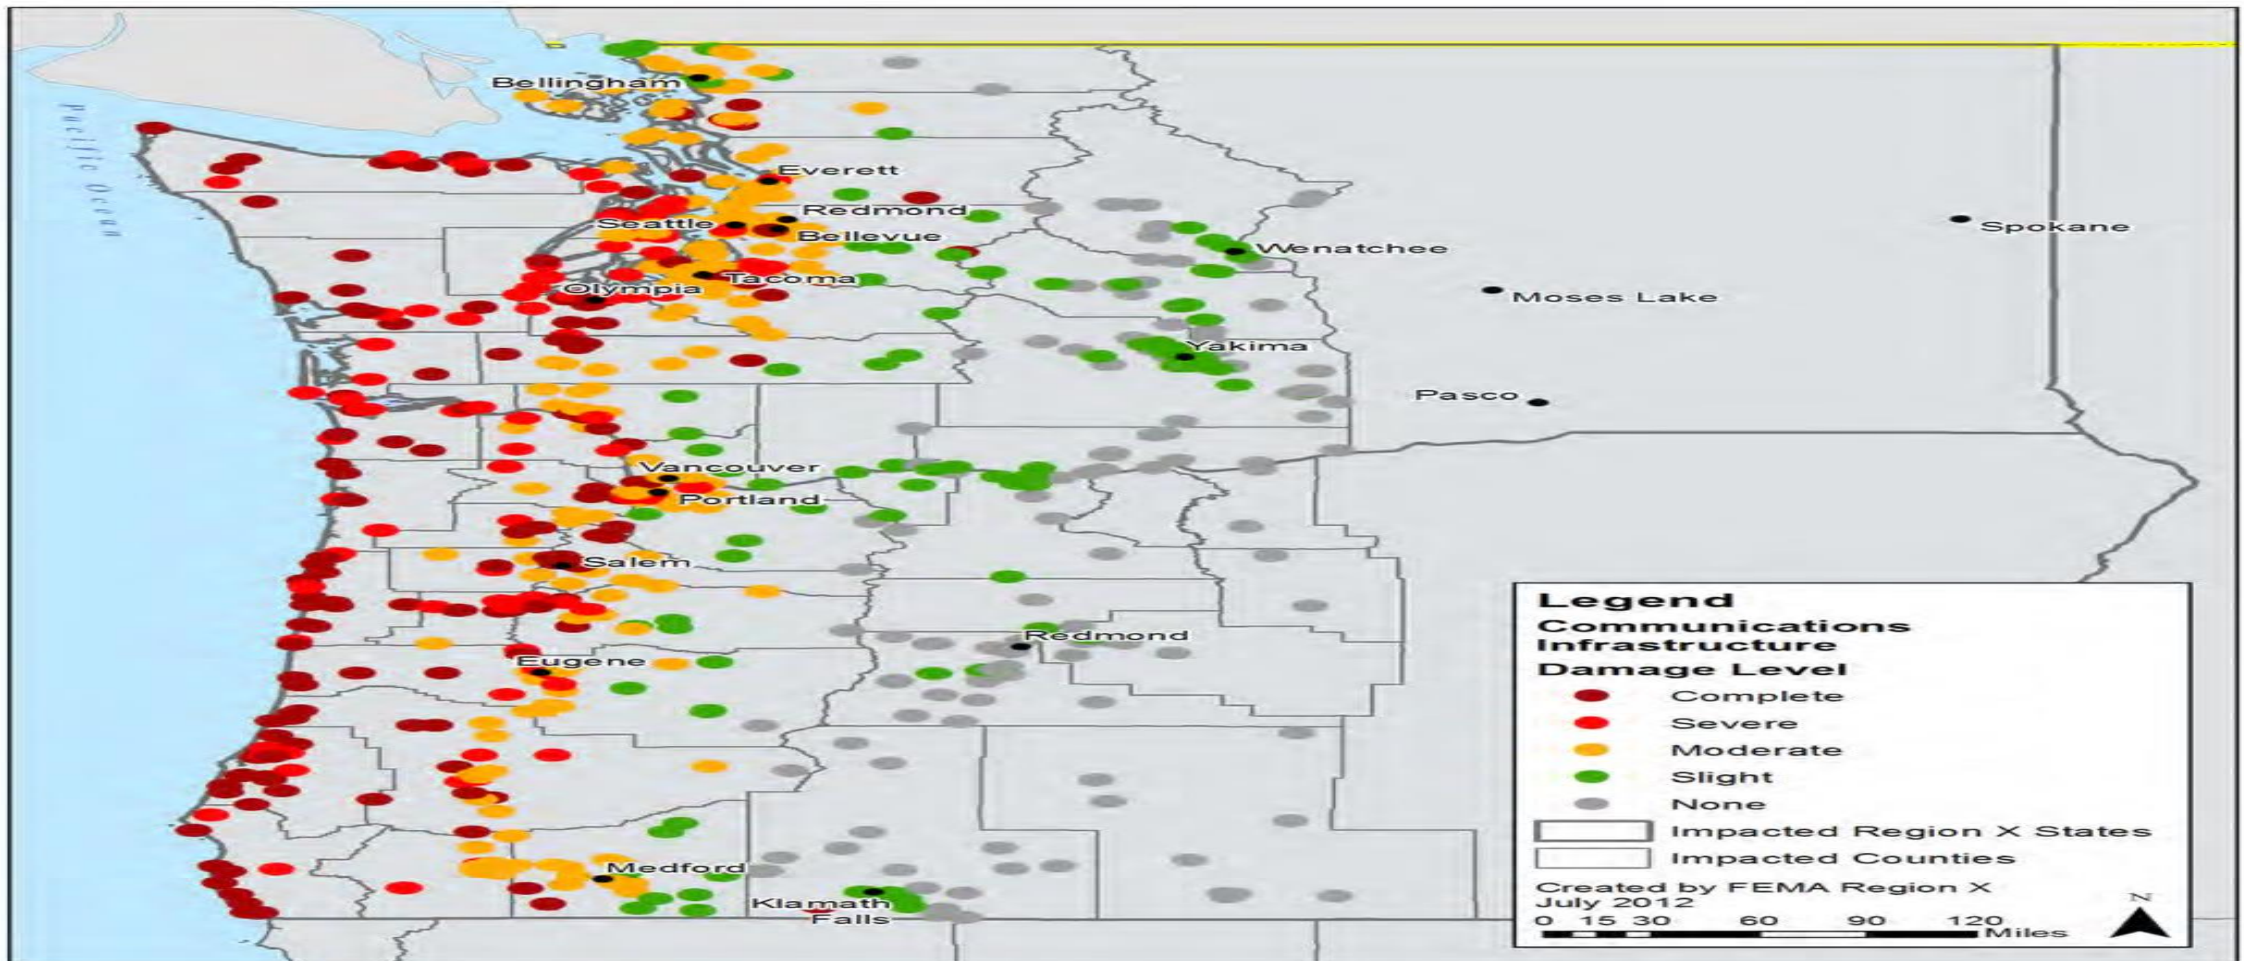 Pacific Ocean
Bellingham
Everett
Redmond
Seattle
Bellevue
Wenatchee
Spokane
Tacoma
Olympia
Moses Lake
Yakima
Pasco
Vancouver
Portland
Salem
Redmond
Eugene
Medford
Klamath
Falls
Legend
Communications
Infrastructure
Damage Level
Complete
Severe
Moderate
Slight
None
Impacted Region X States
Impacted Counties
Created by FEMA Region X
July 2012
N
0 15 30 60 90 120
Miles